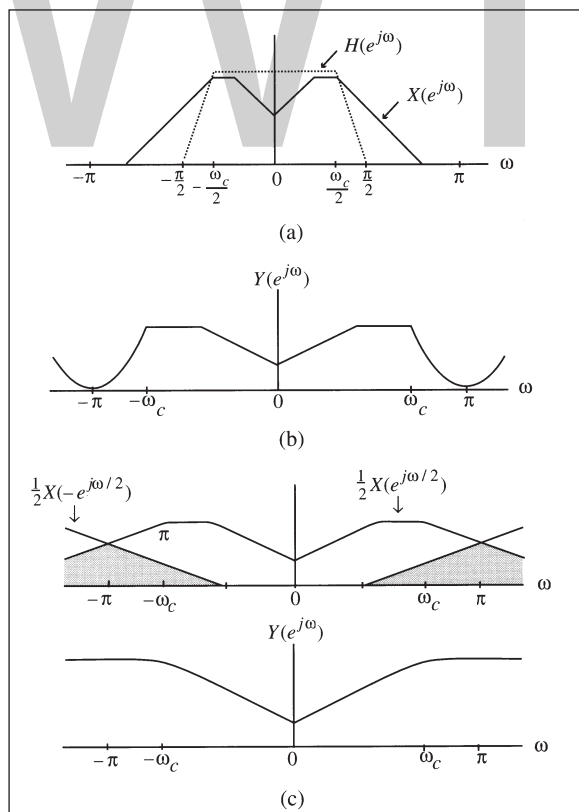 H(e^{jω})
X(e^{jω})
−π −π/2 −ω_c/2 0 ω_c/2 π/2 π ω
(a)
Y(e^{jω})
−π −ω_c 0 ω_c π ω
(b)
½X(−e^{jω/2}) ½X(e^{jω/2})
π
−π −ω_c 0 ω_c π ω
Y(e^{jω})
−π −ω_c 0 ω_c π ω
(c)